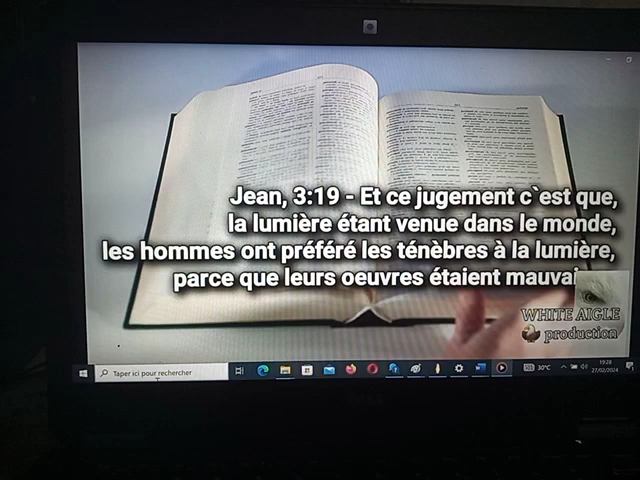 Jean, 3:19 - Et ce jugement c`est que,
la lumière étant venue dans le monde,
les hommes ont préféré les ténèbres à la lumière,
parce que leurs oeuvres étaient
WHITE AIGLE
production
Taper ici pour rechercher
30°C
19:28
27/02/2024
DELL